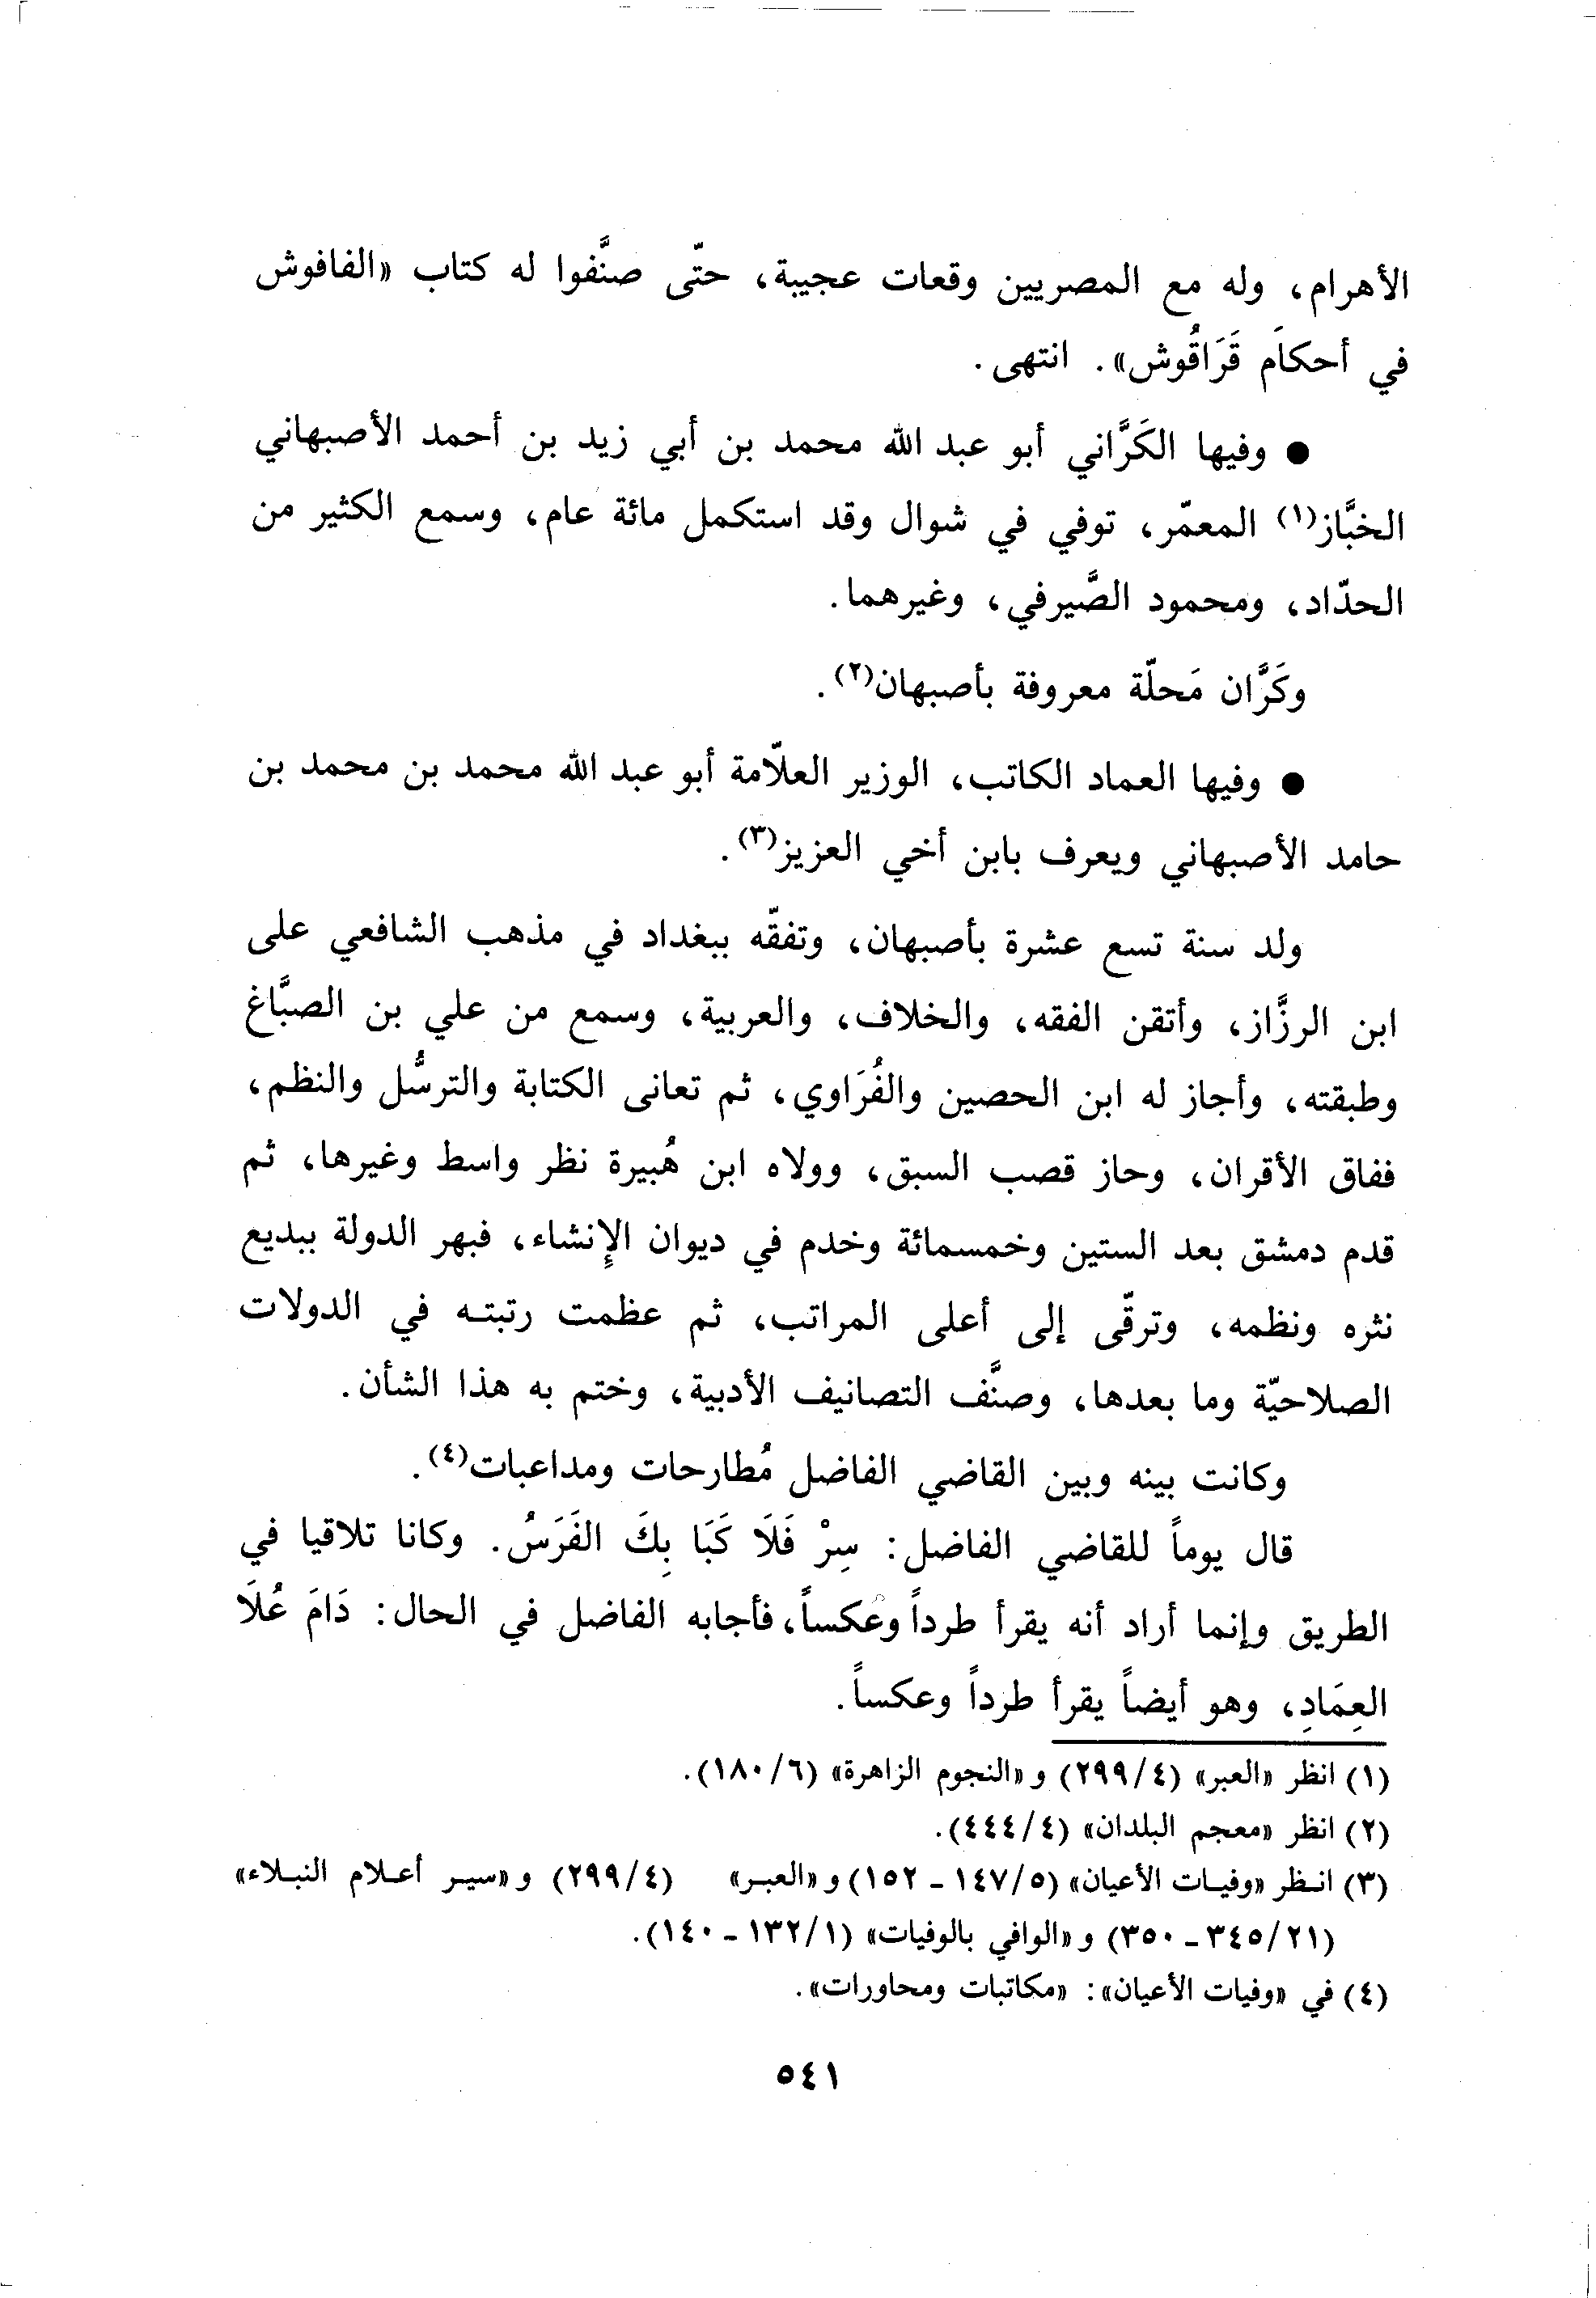 الأهرام، وله مع المصريين وقعات عجيبة، حتّى صنَّفوا له كتاب «الفافوش
في أحكام قَرَاقُوش». انتهى.
● وفيها الكَرَّاني أبو عبد الله محمد بن أبي زيد بن أحمد الأصبهاني
الخبَّاز(١) المعمّر، توفي في شوال وقد استكمل مائة عام، وسمع الكثير من
الحدّاد، ومحمود الصَّيرفي، وغيرهما.
وكَرَّان مَحلّة معروفة بأصبهان(٢).
● وفيها العماد الكاتب، الوزير العلاّمة أبو عبد الله محمد بن محمد بن
حامد الأصبهاني ويعرف بابن أخي العزيز(٣).
ولد سنة تسع عشرة بأصبهان، وتفقّه ببغداد في مذهب الشافعي على
ابن الرزَّاز، وأتقن الفقه، والخلاف، والعربية، وسمع من علي بن الصبَّاغ
وطبقته، وأجاز له ابن الحصين والفُرَاوي، ثم تعانى الكتابة والترسُّل والنظم،
ففاق الأقران، وحاز قصب السبق، وولاه ابن هُبيرة نظر واسط وغيرها، ثم
قدم دمشق بعد الستين وخمسمائة وخدم في ديوان الإنشاء، فبهر الدولة ببديع
نثره ونظمه، وترقّى إلى أعلى المراتب، ثم عظمت رتبته في الدولات
الصلاحيّة وما بعدها، وصنَّف التصانيف الأدبية، وختم به هذا الشأن.
وكانت بينه وبين القاضي الفاضل مُطارحات ومداعبات(٤).
قال يوماً للقاضي الفاضل: سِرْ فَلَا كَبَا بِكَ الفَرَسُ. وكانا تلاقيا في
الطريق وإنما أراد أنه يقرأ طرداً وعكساً، فأجابه الفاضل في الحال: دَامَ عُلَا
العِمَادِ، وهو أيضاً يقرأ طرداً وعكساً.
(١) انظر «العبر» (٢٩٩/٤) و «النجوم الزاهرة» (١٨٠/٦).
(٢) انظر «معجم البلدان» (٤٤٤/٤).
(٣) انظر «وفيات الأعيان» (١٤٧/٥ - ١٥٢) و «العبر» (٢٩٩/٤) و «سير أعلام النبلاء»
(٣٤٥/٢١ - ٣٥٠) و «الوافي بالوفيات» (١٣٢/١ - ١٤٠).
(٤) في «وفيات الأعيان»: «مكاتبات ومحاورات».
٥٤١